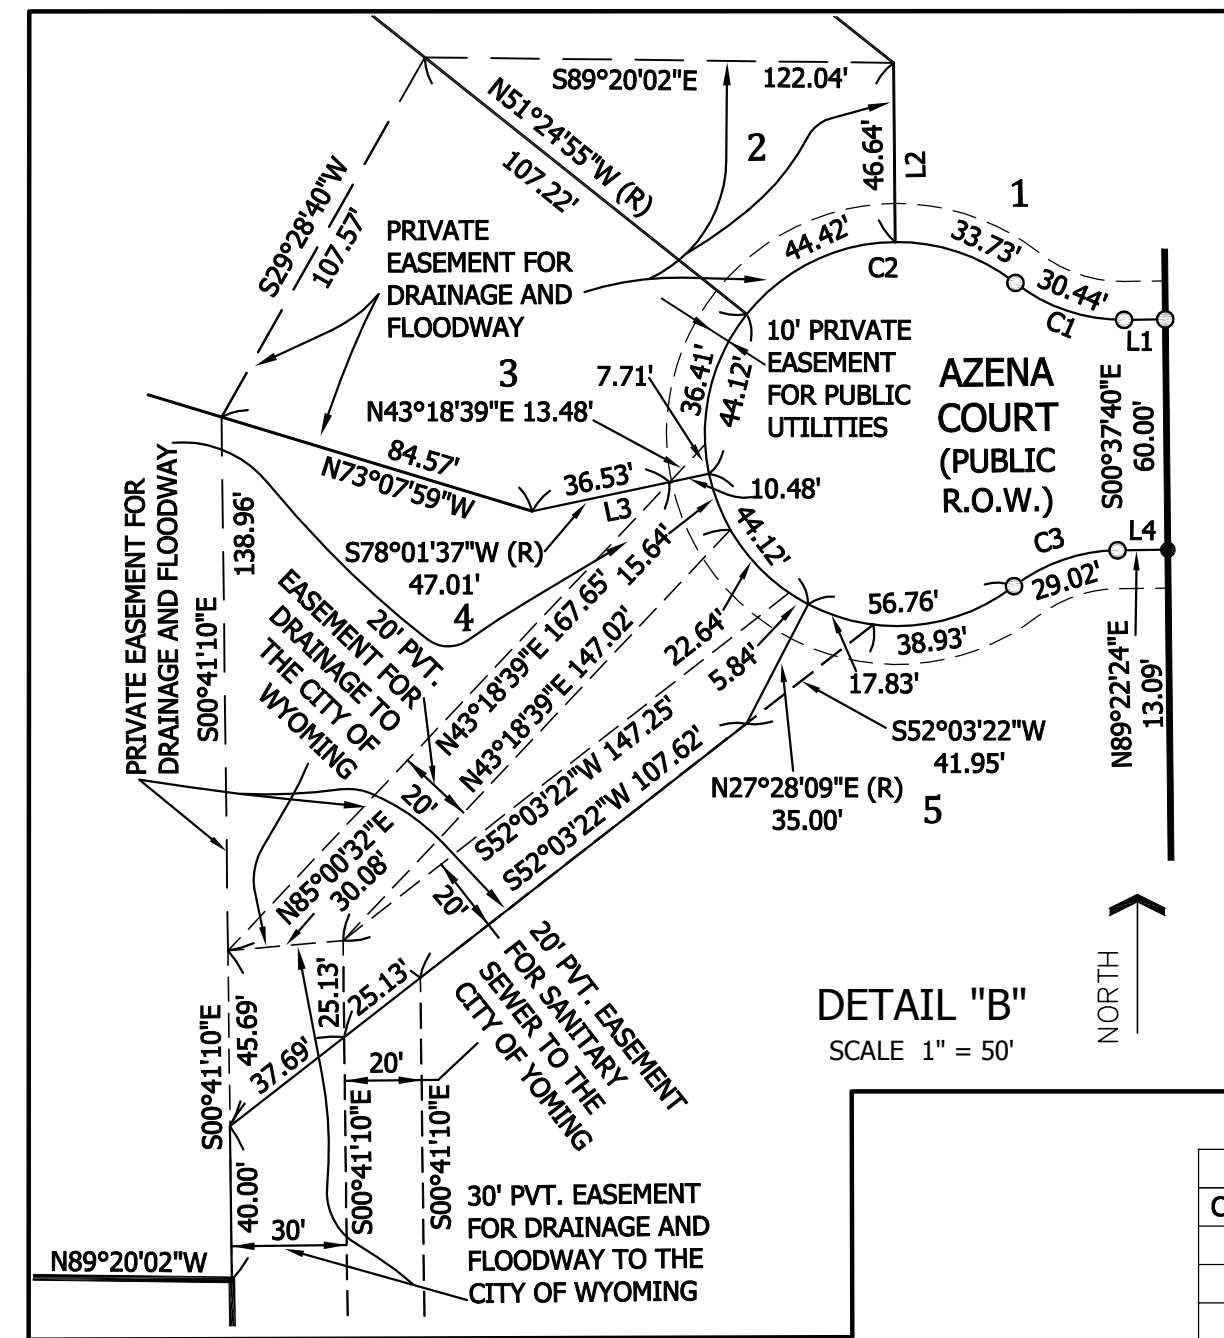 S89°20'02"E
122.04'
N51°24'55"W (R)
107.22'
2
46.64'
L2
1
S29°28'40"W
107.57'
PRIVATE
EASEMENT FOR
DRAINAGE AND
FLOODWAY
44.42'
C2
33.73'
30.44'
C1
L1
36.41'
44.12'
10' PRIVATE
EASEMENT
FOR PUBLIC
UTILITIES
AZENA
COURT
(PUBLIC
R.O.W.)
S00°37'40"E
60.00'
3
7.71'
N43°18'39"E 13.48'
84.57'
N73°07'59"W
36.53'
L3
10.48'
S78°01'37"W (R)
47.01'
44.12'
15.64'
C3
L4
29.02'
N89°22'24"E
13.09'
PRIVATE EASEMENT FOR
DRAINAGE AND FLOODWAY
138.96'
S00°41'10"E
4
20' PVT.
EASEMENT FOR
DRAINAGE TO
THE CITY OF
WYOMING
N43°18'39"E 167.65'
N43°18'39"E 147.02'
20'
22.64'
5.84'
56.76'
38.93'
17.83'
S52°03'22"W
41.95'
N27°28'09"E (R)
35.00'
5
S52°03'22"W 147.25'
S52°03'22"W 107.62'
20'
N85°00'32"E
30.08'
20' PVT. EASEMENT
FOR SANITARY
SEWER TO THE
CITY OF YOMING
S00°41'10"E
45.69'
25.13'
25.13'
37.69'
20'
S00°41'10"E
S00°41'10"E
40.00'
30'
N89°20'02"W
30' PVT. EASEMENT
FOR DRAINAGE AND
FLOODWAY TO THE
CITY OF WYOMING
DETAIL "B"
SCALE 1" = 50'
NORTH